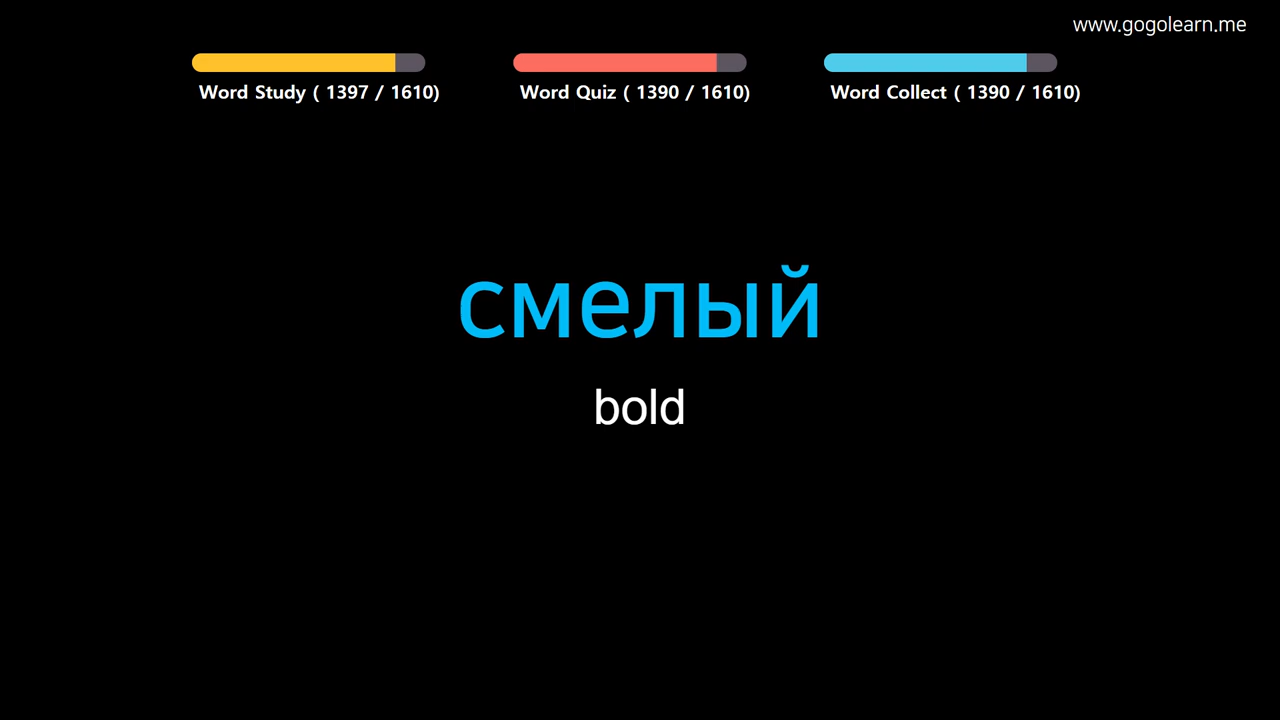 www.gogolearn.me
Word Study ( 1397 / 1610)
Word Quiz ( 1390 / 1610)
Word Collect ( 1390 / 1610)
смелый
bold